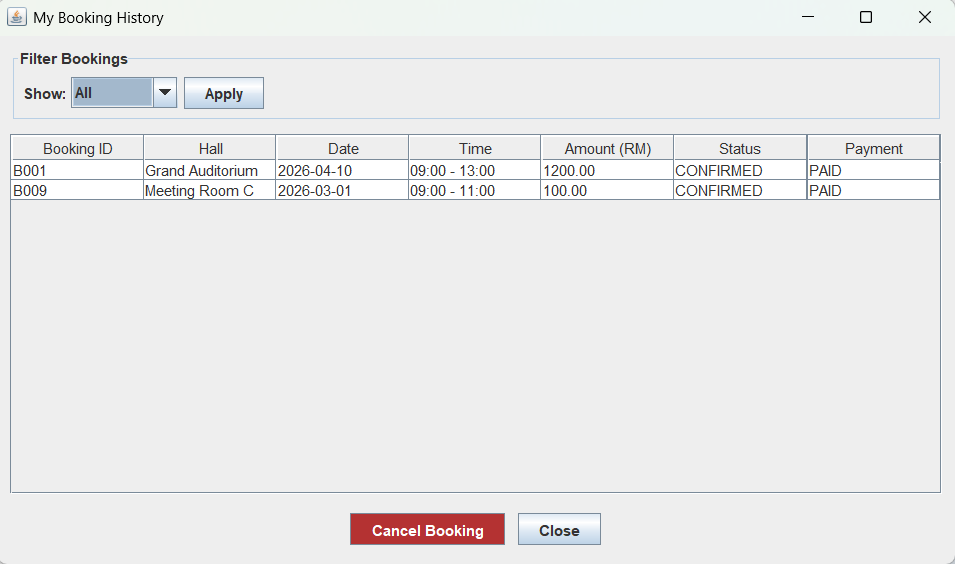 My Booking History
Filter Bookings
Show: All Apply
Booking ID Hall Date Time Amount (RM) Status Payment
B001 Grand Auditorium 2026-04-10 09:00 - 13:00 1200.00 CONFIRMED PAID
B009 Meeting Room C 2026-03-01 09:00 - 11:00 100.00 CONFIRMED PAID
Cancel Booking Close